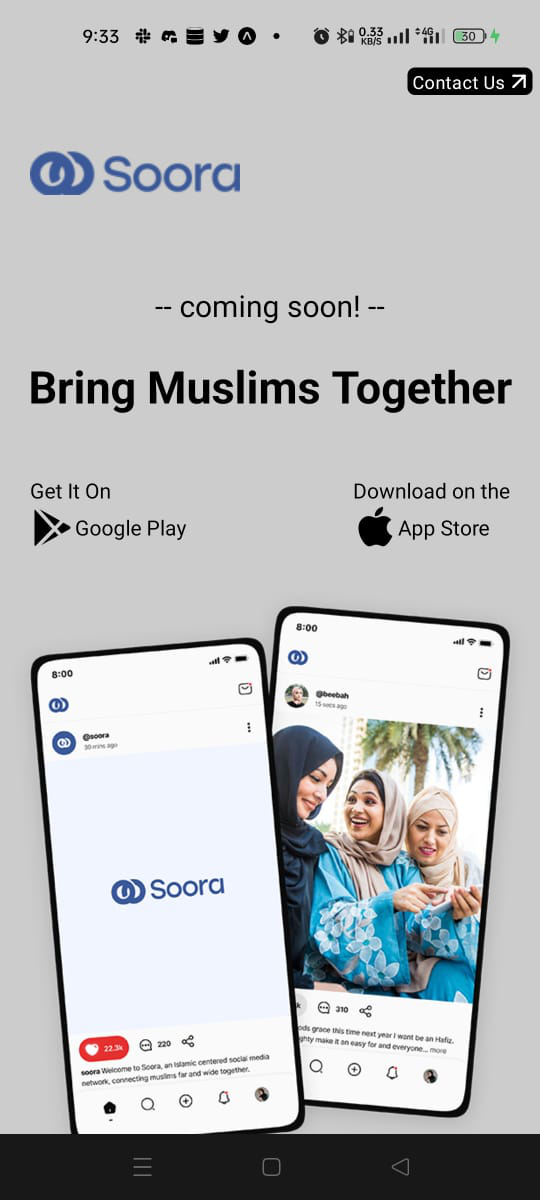 9:33
0.33
KB/S
4G
30
Contact Us
Soora
-- coming soon! --
Bring Muslims Together
Get It On
Google Play
Download on the
App Store
8:00
@beebah
15 secs ago
310
ods grace this time next year I want be an Hafiz.
ghty make it an easy for and everyone... more
8:00
@soora
30 mins ago
Soora
22.3k
220
soora Welcome to Soora, an Islamic centered social media
network, connecting muslims far and wide together.